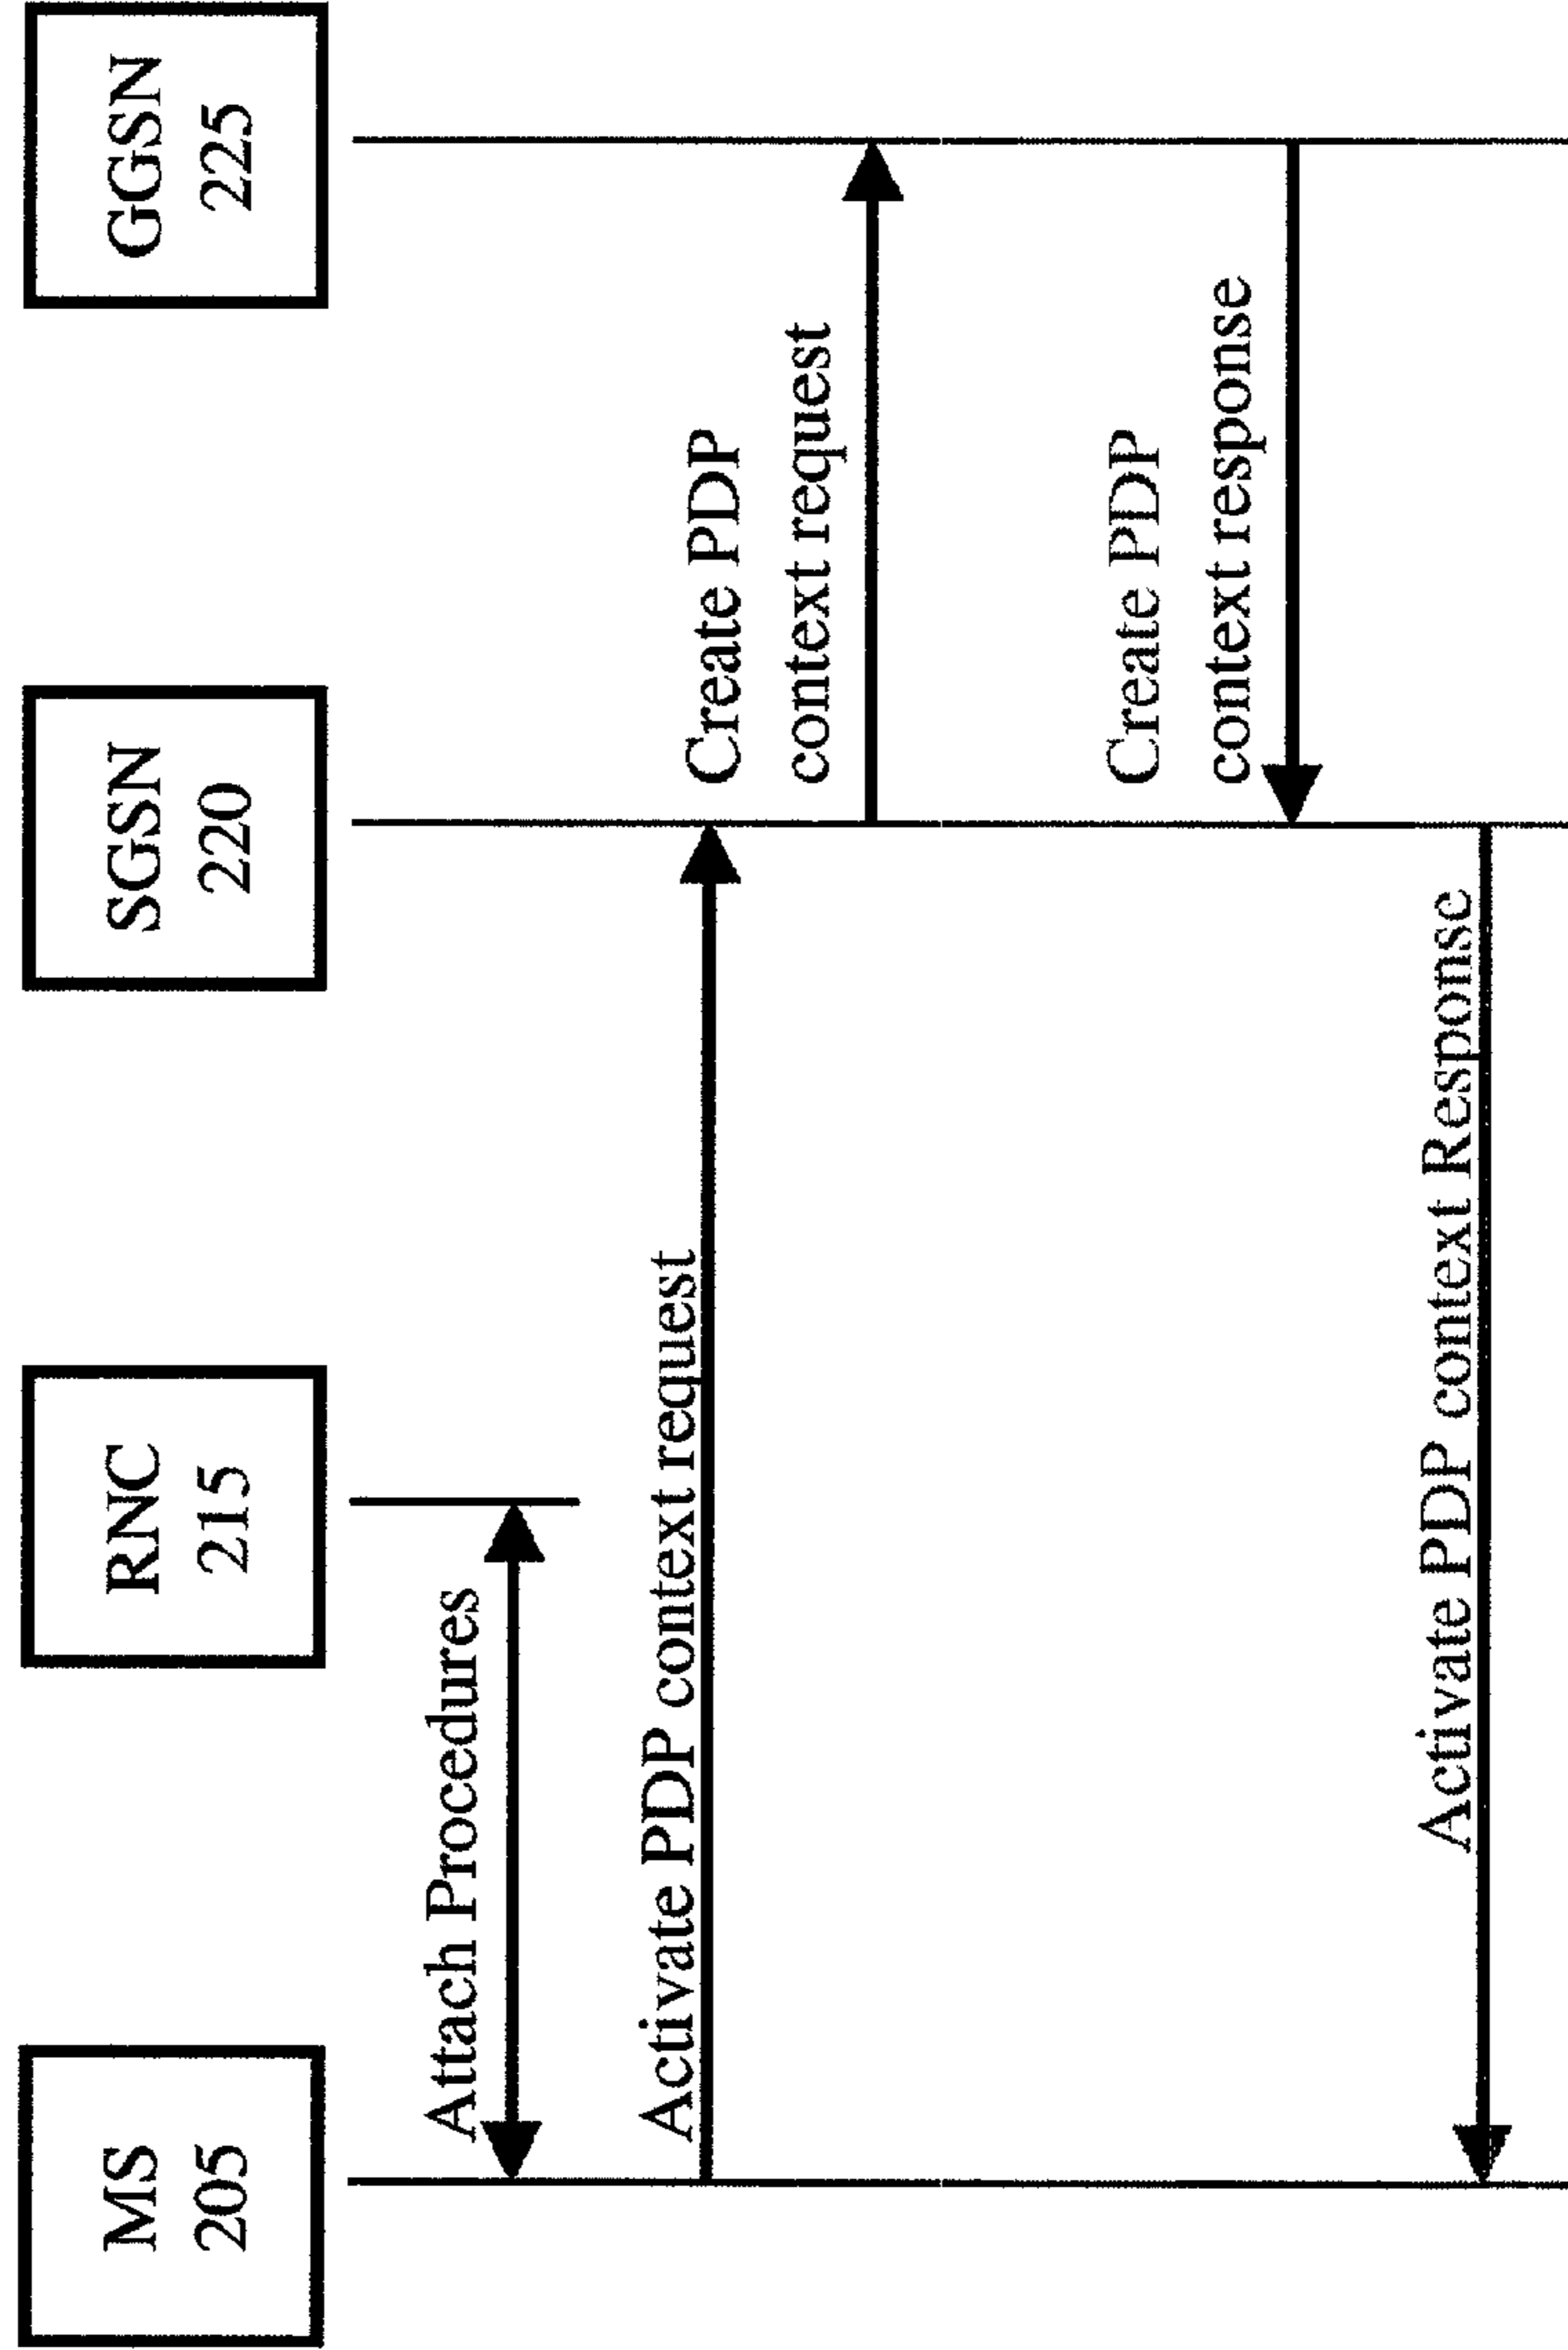 MS
205
RNC
215
SGSN
220
GGSN
225
Attach Procedures
Activate PDP context request
Create PDP
context request
Create PDP
context response
Activate PDP context Response